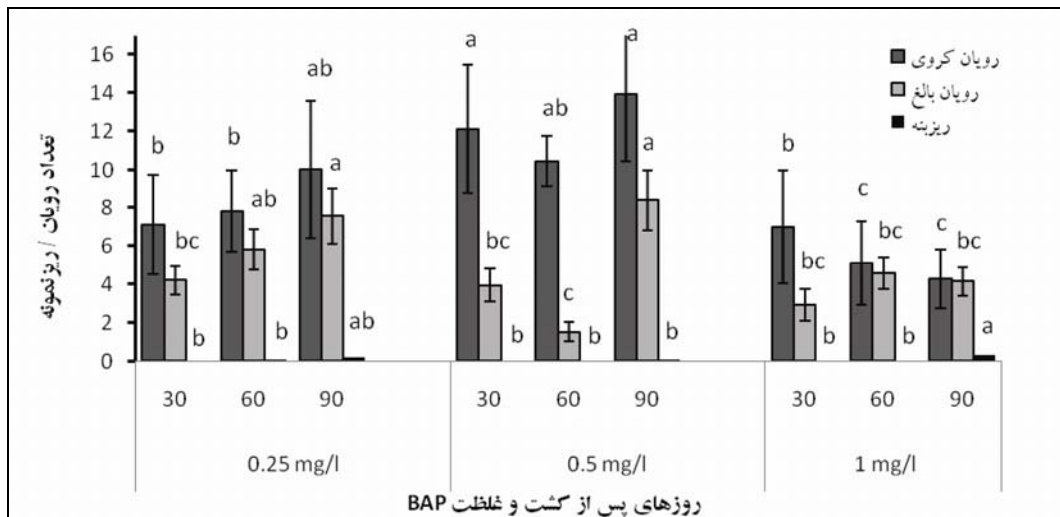 تعداد رویان / ریزنمونه
16
14
12
10
8
6
4
2
0
رویان کروی
رویان بالغ
ریزبنه
b bc b
b ab b
ab a ab
a bc b
ab c b
a a b
b bc b
c bc b
c bc a
30 60 90 30 60 90 30 60 90
0.25 mg/l 0.5 mg/l 1 mg/l
روزهای پس از کشت و غلظت BAP